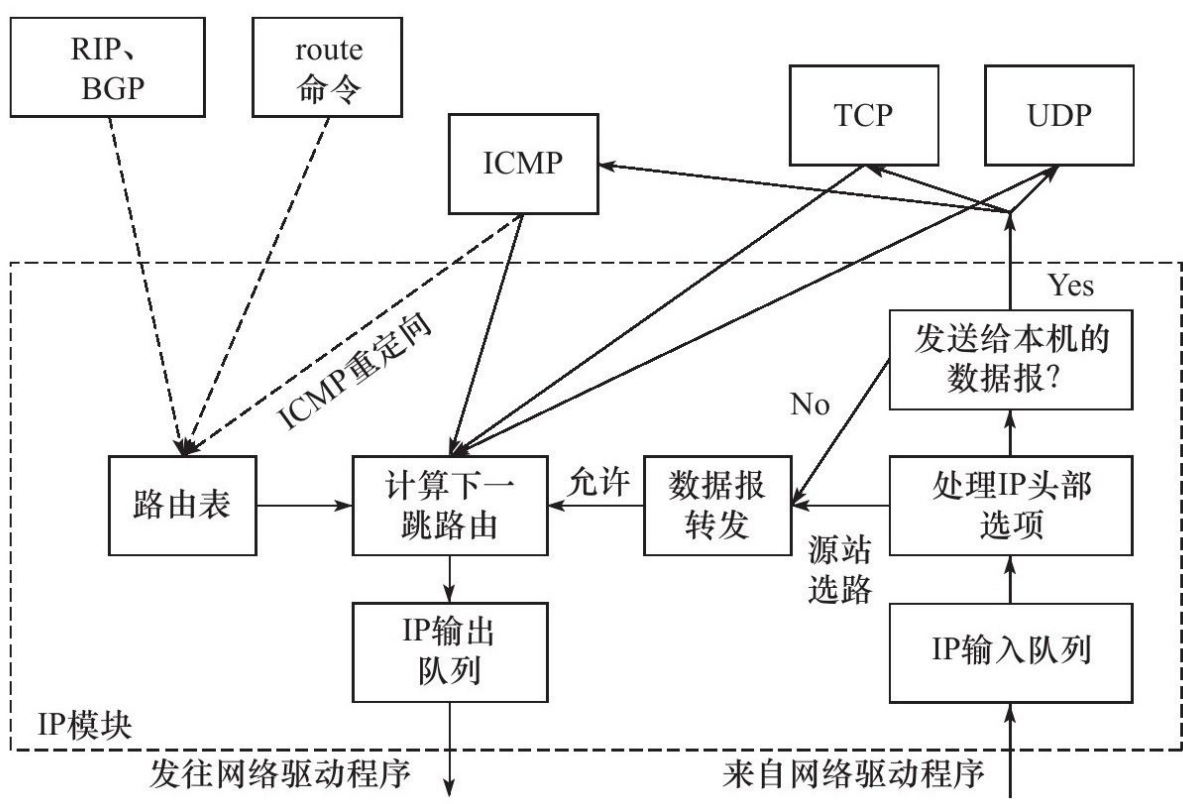 RIP、
BGP
route
命令
ICMP
TCP
UDP
Yes
发送给本机的
数据报?
No
ICMP重定向
路由表
计算下一
跳路由
允许
数据报
转发
处理IP头部
选项
源站
选路
IP输出
队列
IP输入队列
IP模块
发往网络驱动程序
来自网络驱动程序